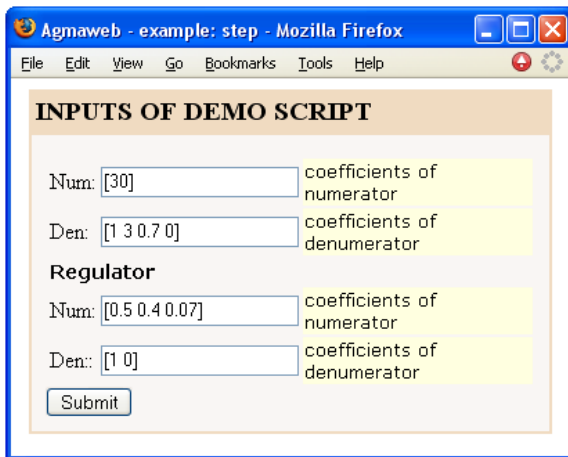 Agmaweb - example: step - Mozilla Firefox
File Edit View Go Bookmarks Tools Help
INPUTS OF DEMO SCRIPT
Num: [30] coefficients of
numerator
Den: [1 3 0.7 0] coefficients of
denumerator
Regulator
Num: [0.5 0.4 0.07] coefficients of
numerator
Den:: [1 0] coefficients of
denumerator
Submit